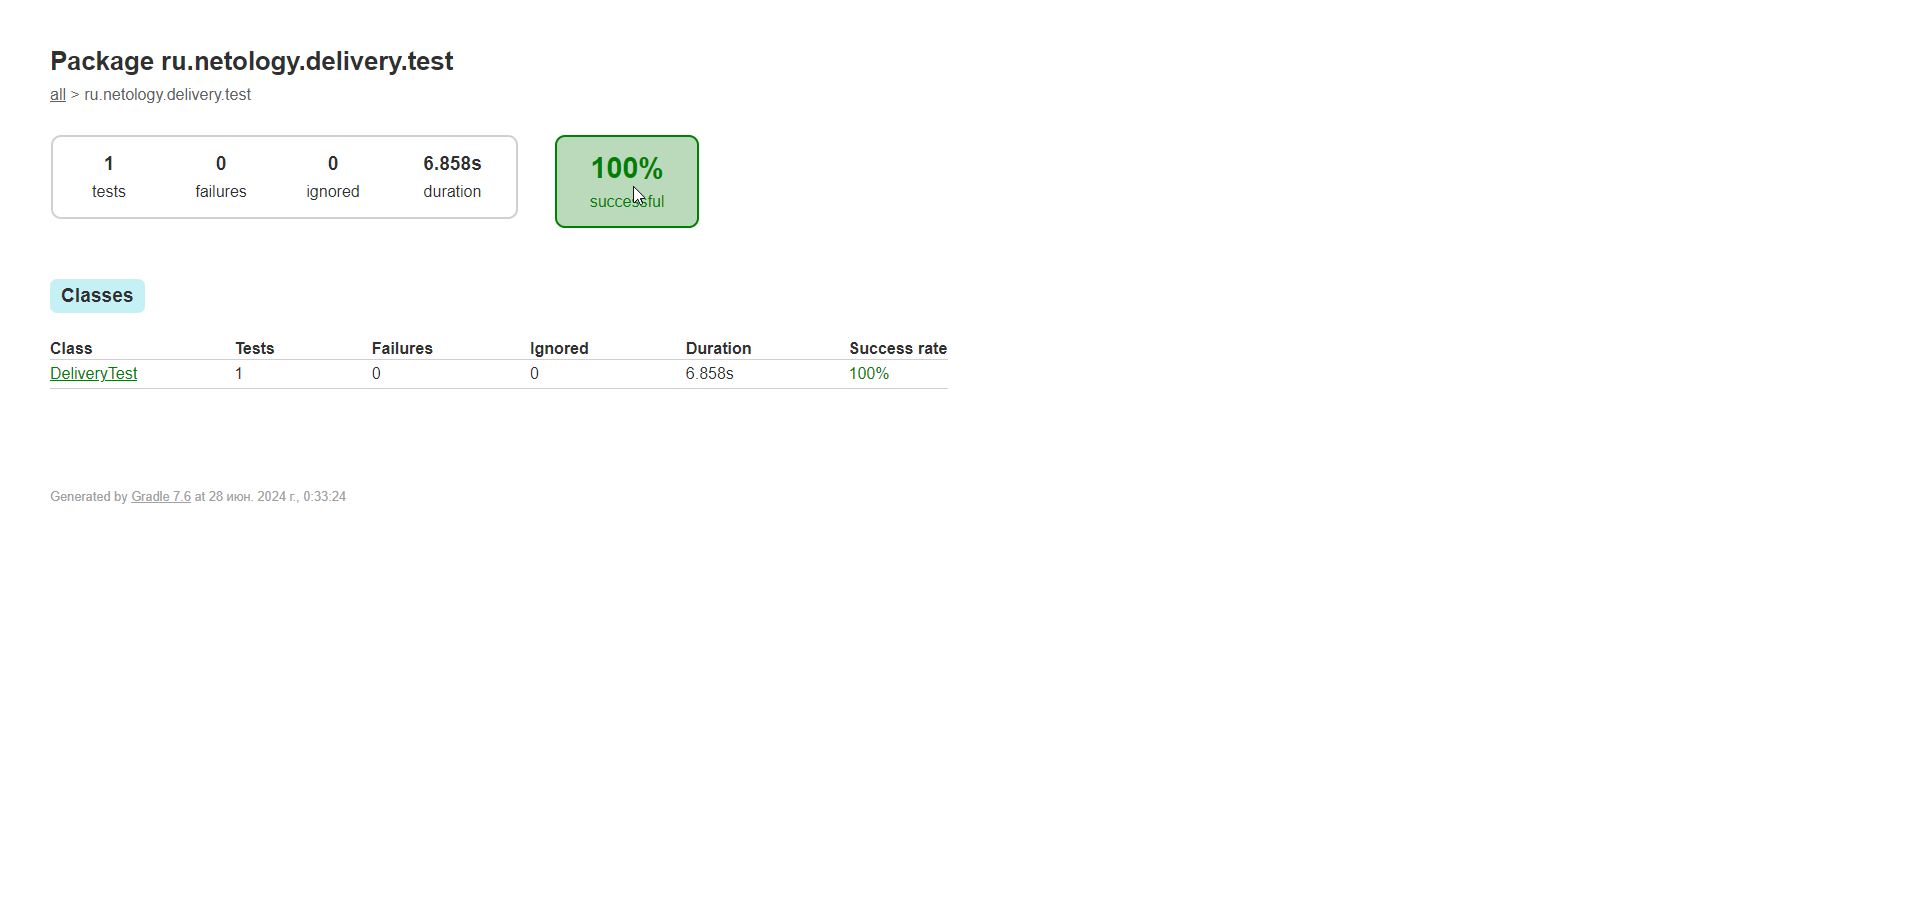 Package ru.netology.delivery.test
all > ru.netology.delivery.test
1 0 0 6.858s
tests failures ignored duration
100%
successful
Classes
Class Tests Failures Ignored Duration Success rate
DeliveryTest 1 0 0 6.858s 100%
Generated by Gradle 7.6 at 28 июн. 2024 г., 0:33:24